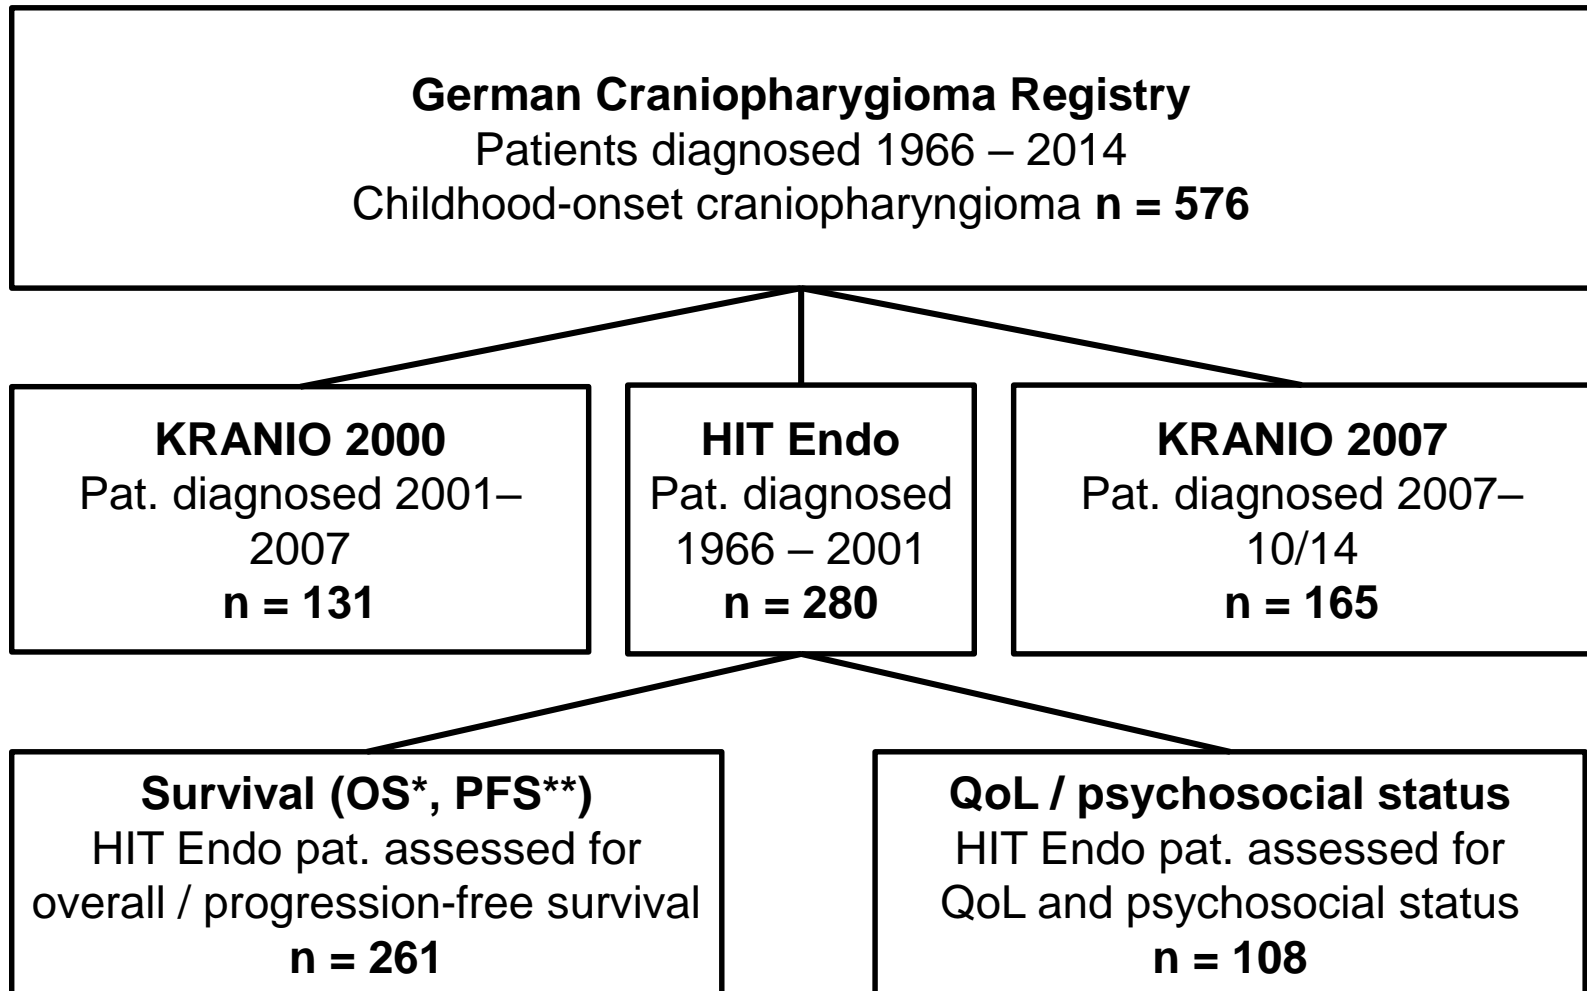 German Craniopharygioma Registry
Patients diagnosed 1966 – 2014
Childhood-onset craniopharyngioma n = 576
KRANIO 2000
Pat. diagnosed 2001–
2007
n = 131
HIT Endo
Pat. diagnosed
1966 – 2001
n = 280
KRANIO 2007
Pat. diagnosed 2007–
10/14
n = 165
Survival (OS*, PFS**)
HIT Endo pat. assessed for
overall / progression-free survival
n = 261
QoL / psychosocial status
HIT Endo pat. assessed for
QoL and psychosocial status
n = 108